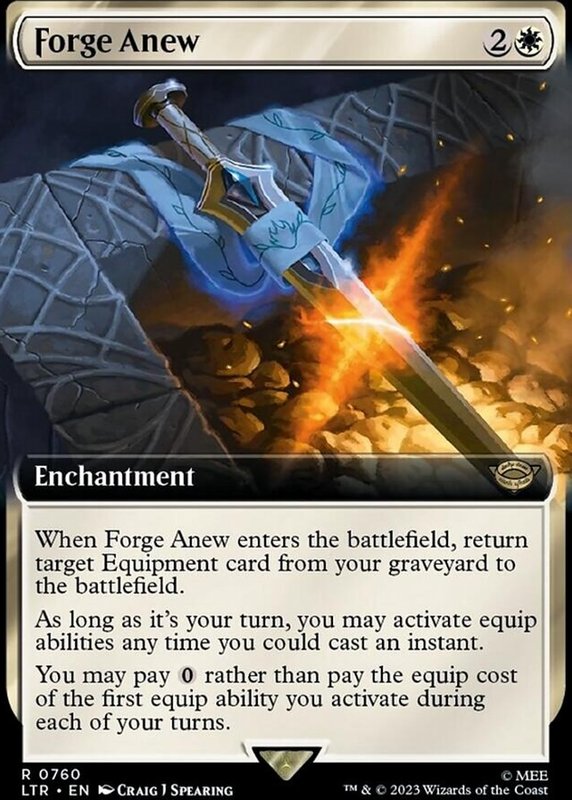 Forge Anew 2
Enchantment
When Forge Anew enters the battlefield, return
target Equipment card from your graveyard to
the battlefield.
As long as it's your turn, you may activate equip
abilities any time you could cast an instant.
You may pay 0 rather than pay the equip cost
of the first equip ability you activate during
each of your turns.
R 0760
LTR • EN Craig J Spearing
© MEE
™ & © 2023 Wizards of the Coast